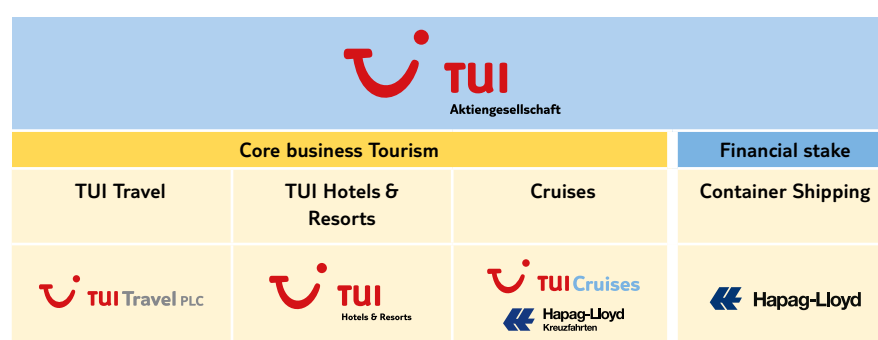 TUI
Aktiengesellschaft
Core business Tourism
Financial stake
TUI Travel
TUI Hotels &
Resorts
Cruises
Container Shipping
TUI Travel PLC
TUI
Hotels & Resorts
TUI Cruises
Hapag-Lloyd
Kreuzfahrten
Hapag-Lloyd